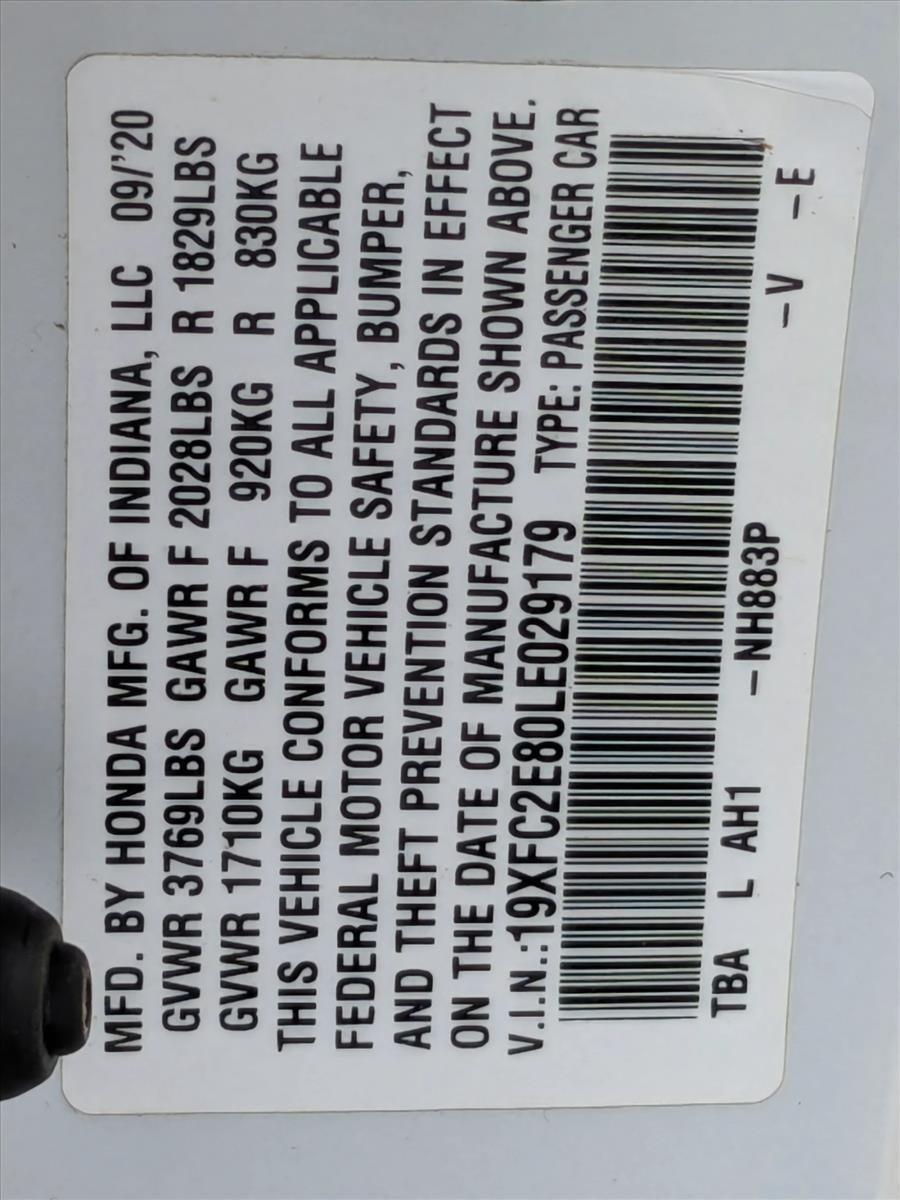 MFD. BY HONDA MFG. OF INDIANA, LLC 09/'20
GVWR 3769LBS GAWR F 2028LBS R 1829LBS
GVWR 1710KG GAWR F 920KG R 830KG
THIS VEHICLE CONFORMS TO ALL APPLICABLE
FEDERAL MOTOR VEHICLE SAFETY, BUMPER,
AND THEFT PREVENTION STANDARDS IN EFFECT
ON THE DATE OF MANUFACTURE SHOWN ABOVE.
V.I.N.:19XFC2E80LE029179 TYPE: PASSENGER CAR
TBA L AH1 –NH883P –V –E